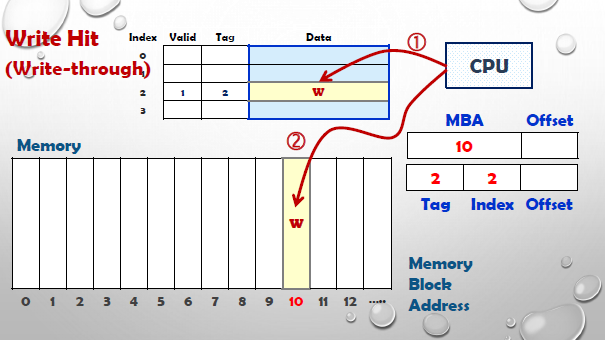 Write Hit
(Write-through)
Index Valid Tag Data
0
1
2 1 2 W
3
①
CPU
②
MBA Offset
10
2 2
Tag Index Offset
Memory
W
0 1 2 3 4 5 6 7 8 9 10 11 12 .....
Memory
Block
Address